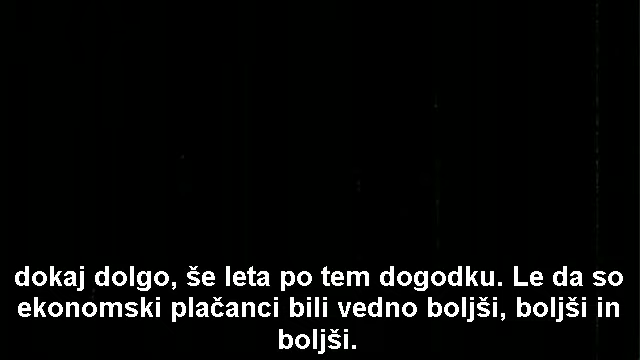 dokaj dolgo, še leta po tem dogodku. Le da so
ekonomski plačanci bili vedno boljši, boljši in
boljši.